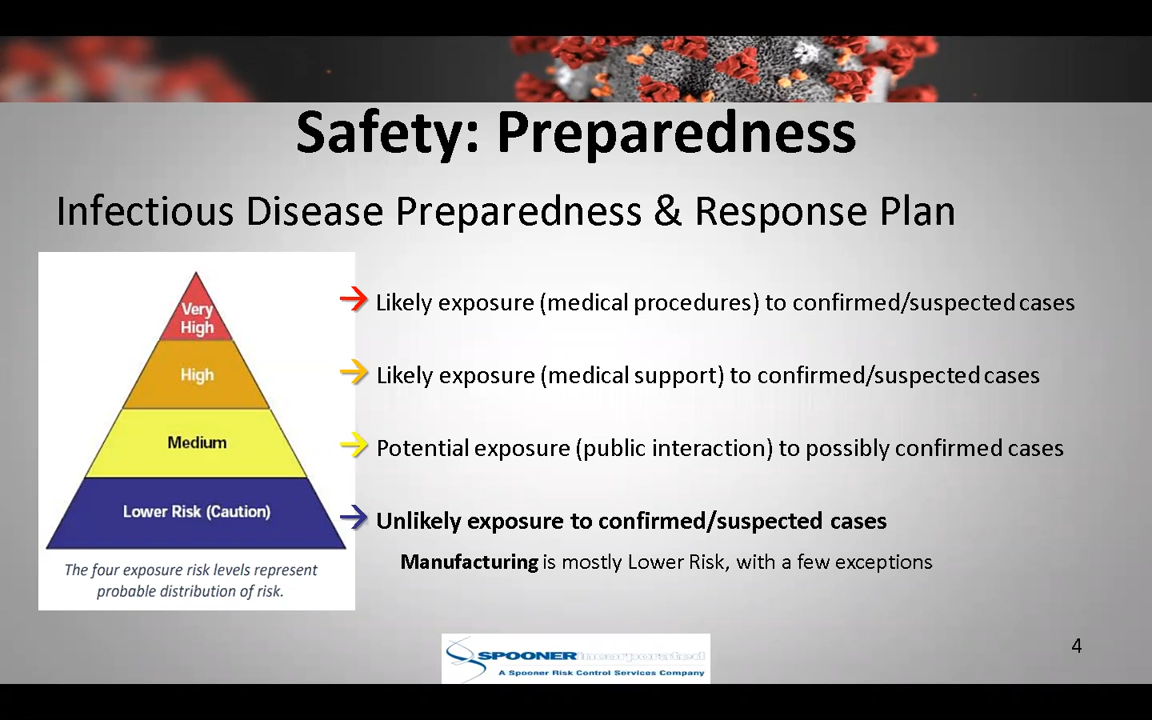 Safety: Preparedness
Infectious Disease Preparedness & Response Plan
Very
High
High
Medium
Lower Risk (Caution)
The four exposure risk levels represent
probable distribution of risk.
Likely exposure (medical procedures) to confirmed/suspected cases
Likely exposure (medical support) to confirmed/suspected cases
Potential exposure (public interaction) to possibly confirmed cases
Unlikely exposure to confirmed/suspected cases
Manufacturing is mostly Lower Risk, with a few exceptions
SPOONER incorporated
A Spooner Risk Control Services Company
4